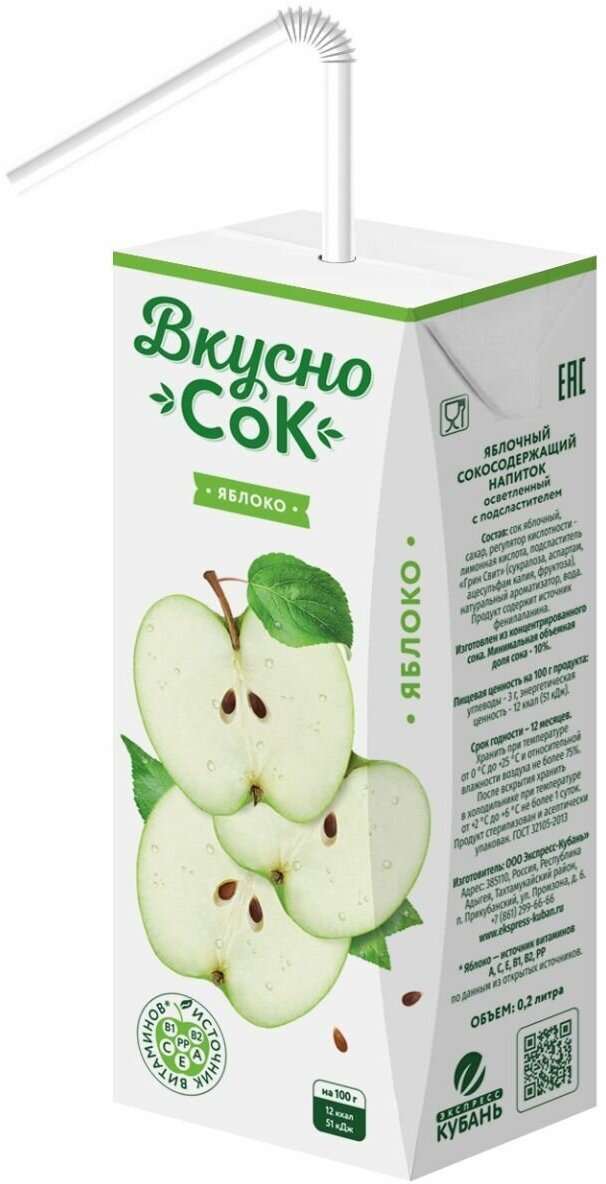 Вкусно
Сок
• ЯБЛОКО •
ИСТОЧНИК ВИТАМИНОВ*
B1
B2
PP
C
A
E
на 100 г
12 ккал
51 кДж
• ЯБЛОКО •
ЕАС
ЯБЛОЧНЫЙ
СОКОСОДЕРЖАЩИЙ
НАПИТОК
осветленный
с подсластителем
Состав: сок яблочный,
сахар, регулятор кислотности -
лимонная кислота, подсластитель
«Грин Свит» (сукралоза, аспартам,
ацесульфам калия, фруктоза),
натуральный ароматизатор, вода.
Продукт содержит источник
фенилаланина.
Изготовлен из концентрированного
сока. Минимальная объемная
доля сока - 10%.
Пищевая ценность на 100 г продукта:
углеводы - 3 г, энергетическая
ценность - 12 ккал (51 кДж).
Срок годности - 12 месяцев.
Хранить при температуре
от 0 °С до +25 °С и относительной
влажности воздуха не более 75%.
После вскрытия хранить
в холодильнике при температуре
от +2 °С до +6 °С не более 1 суток.
Продукт стерилизован и асептически
упакован. ГОСТ 32105-2013
Изготовитель: ООО Экспресс-Кубань»
Адрес: 385110, Россия, Республика
Адыгея, Тахтамукайский район,
п. Прикубанский, ул. Промзона, д. 6.
+7 (861) 299-66-66
www.ekspress-kuban.ru
* Яблоко — источник витаминов
A, C, E, B1, B2, PP
по данным из открытых источников.
ОБЪЕМ: 0,2 литра
ЭКСПРЕСС
КУБАНЬ